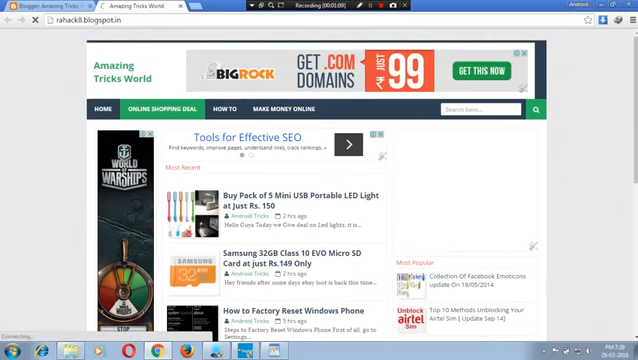 Blogger: Amazing Tricks W
Amazing Tricks World
Recording [00:01:09]
Android
rahack8.blogspot.in
Amazing
Tricks World
BIGROCK
GET .COM
DOMAINS
JUST
₹ 99
GET THIS NOW
HOME
ONLINE SHOPPING DEAL
HOW TO
MAKE MONEY ONLINE
Search here...
WORLD
OF
WARSHIPS
STOP
Tools for Effective SEO
Find keywords, improve pages, understand links, track rankings.
Most Recent
Buy Pack of 5 Mini USB Portable LED Light
at Just Rs. 150
Android Tricks 2 hrs ago
Hello Guys Today we Give deal on Led lights. it is...
Samsung 32GB Class 10 EVO Micro SD
Card at just Rs.149 Only
Android Tricks 2 hrs ago
Hey friends after some days ebay loot is back this time...
How to Factory Reset Windows Phone
Android Tricks 5 hrs ago
Steps to Factory Reset Windows Phone First of all, go to
Settings...
Most Popular
Collection Of Facebook Emoticons
update On 18/05/2014
Unblock
airtel
Sim
Top 10 Methods Unblocking Your
Airtel Sim [ Update Sep 14]
Connecting...
PM 7:29